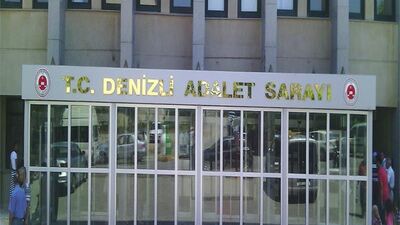 T.C. DENİZLİ ADALET SARAYI